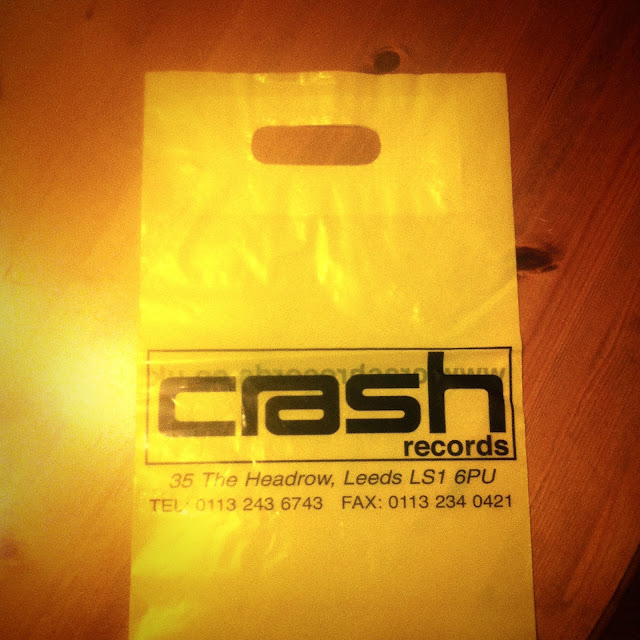 crash
records
35 The Headrow, Leeds LS1 6PU
TEL: 0113 243 6743 FAX: 0113 234 0421